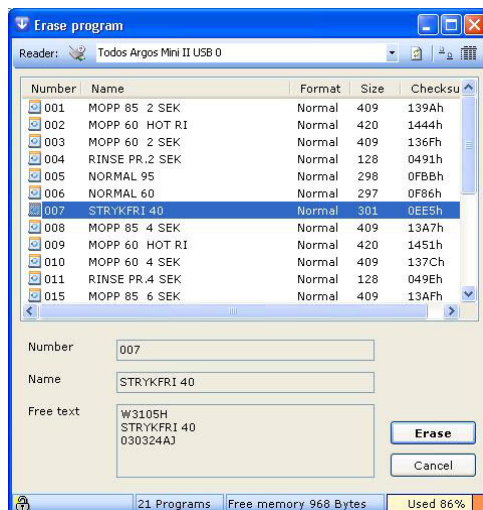 Erase program
Reader: Todos Argos Mini II USB 0
Number Name Format Size Checksu
001 MOPP 85 2 SEK Normal 409 139Ah
002 MOPP 60 HOT RI Normal 420 1444h
003 MOPP 60 2 SEK Normal 409 136Fh
004 RINSE PR.2 SEK Normal 128 0491h
005 NORMAL 95 Normal 298 0FBBh
006 NORMAL 60 Normal 297 0F86h
007 STRYKFRI 40 Normal 301 0EE5h
008 MOPP 85 4 SEK Normal 409 13A7h
009 MOPP 60 HOT RI Normal 420 1451h
010 MOPP 60 4 SEK Normal 409 137Ch
011 RINSE PR.4 SEK Normal 128 049Eh
015 MOPP 85 6 SEK Normal 409 13AFh
Number 007
Name STRYKFRI 40
Free text W3105H
STRYKFRI 40
030324AJ
Erase
Cancel
21 Programs Free memory 968 Bytes Used 86%